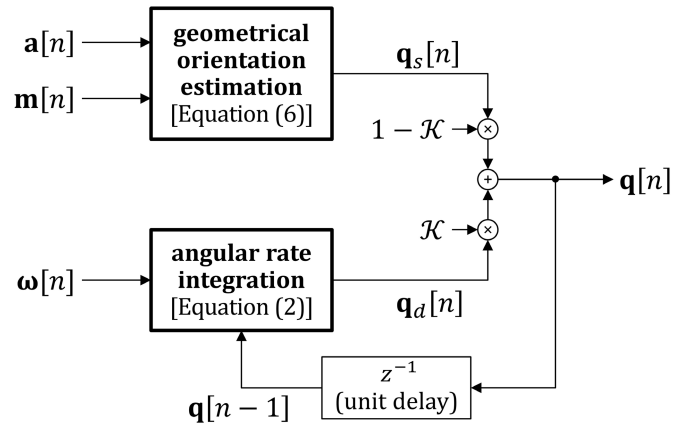 a[n]
m[n]
geometrical
orientation
estimation
[Equation (6)]
q_s[n]
1 − 𝒦
×
+
q[n]
𝒦
×
ω[n]
angular rate
integration
[Equation (2)]
q_d[n]
z⁻¹
(unit delay)
q[n − 1]